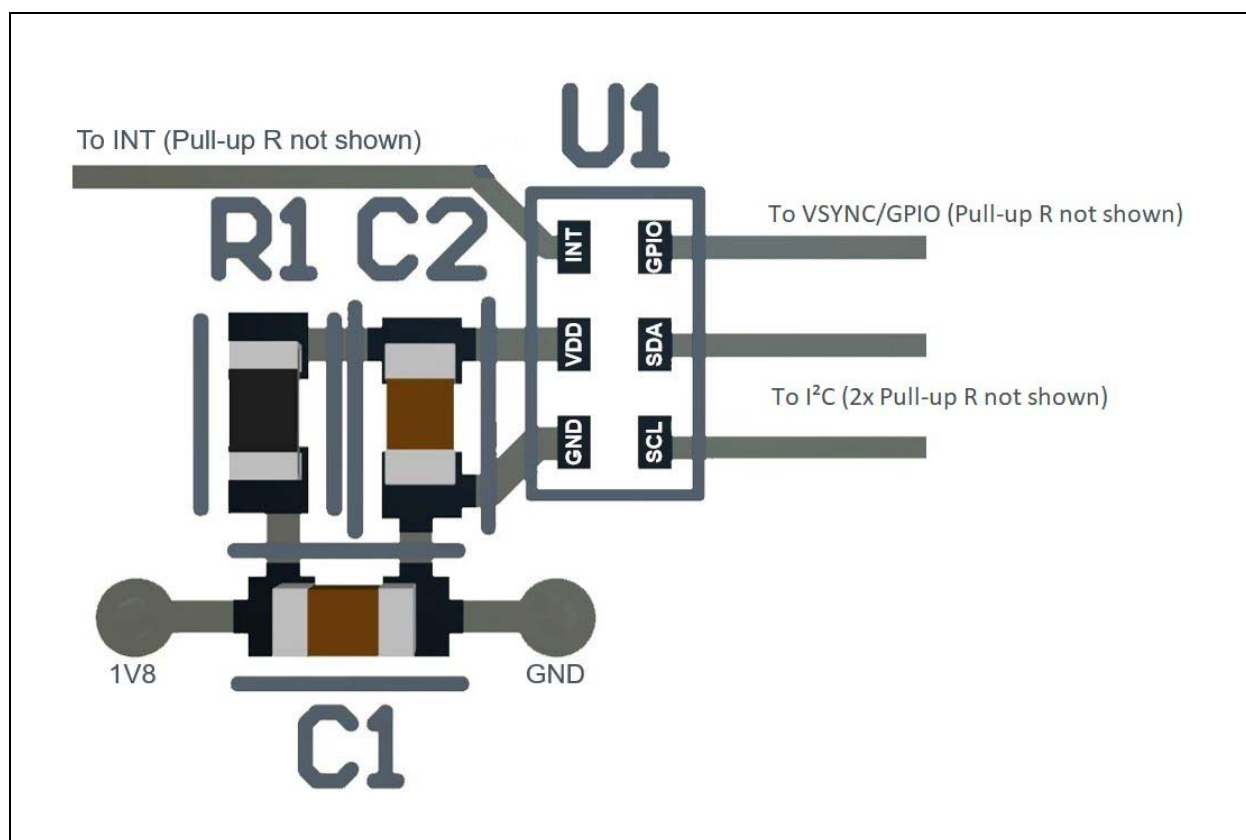 U1
To INT (Pull-up R not shown)
R1 C2
INT GPIO
To VSYNC/GPIO (Pull-up R not shown)
VDD SDA
To I²C (2x Pull-up R not shown)
GND SCL
1V8
GND
C1